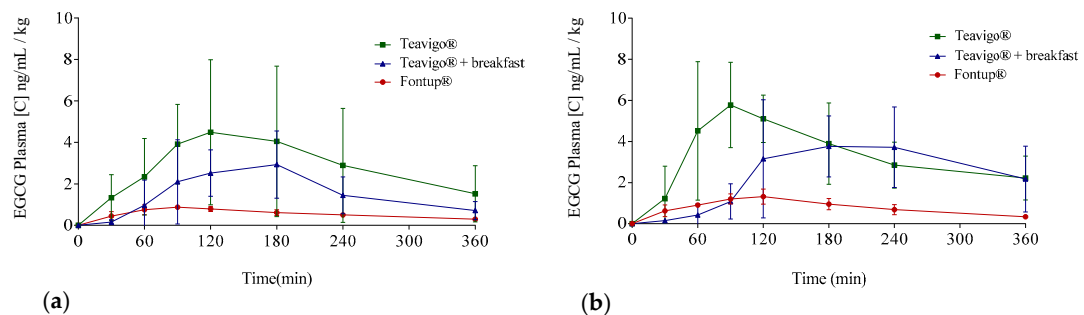 EGCG Plasma [C] ng/mL / kg
10
8
6
4
2
0
0 60 120 180 240 300 360
Time(min)
Teavigo®
Teavigo® + breakfast
Fontup®
(a)
EGCG Plasma [C] ng/mL / kg
10
8
6
4
2
0
0 60 120 180 240 300 360
Time (min)
Teavigo®
Teavigo® + breakfast
Fontup®
(b)